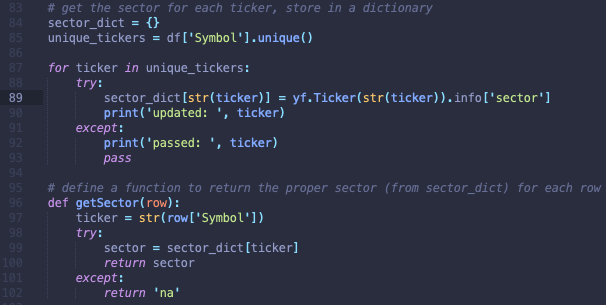 83 # get the sector for each ticker, store in a dictionary
84 sector_dict = {}
85 unique_tickers = df['Symbol'].unique()
86
87 for ticker in unique_tickers:
88     try:
89         sector_dict[str(ticker)] = yf.Ticker(str(ticker)).info['sector']
90         print('updated: ', ticker)
91     except:
92         print('passed: ', ticker)
93         pass
94
95 # define a function to return the proper sector (from sector_dict) for each row
96 def getSector(row):
97     ticker = str(row['Symbol'])
98     try:
99         sector = sector_dict[ticker]
100         return sector
101     except:
102         return 'na'